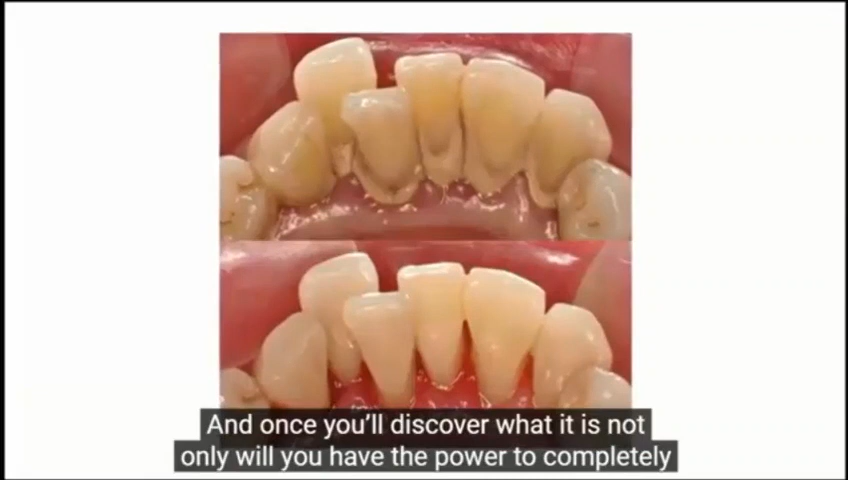 And once you’ll discover what it is not
only will you have the power to completely